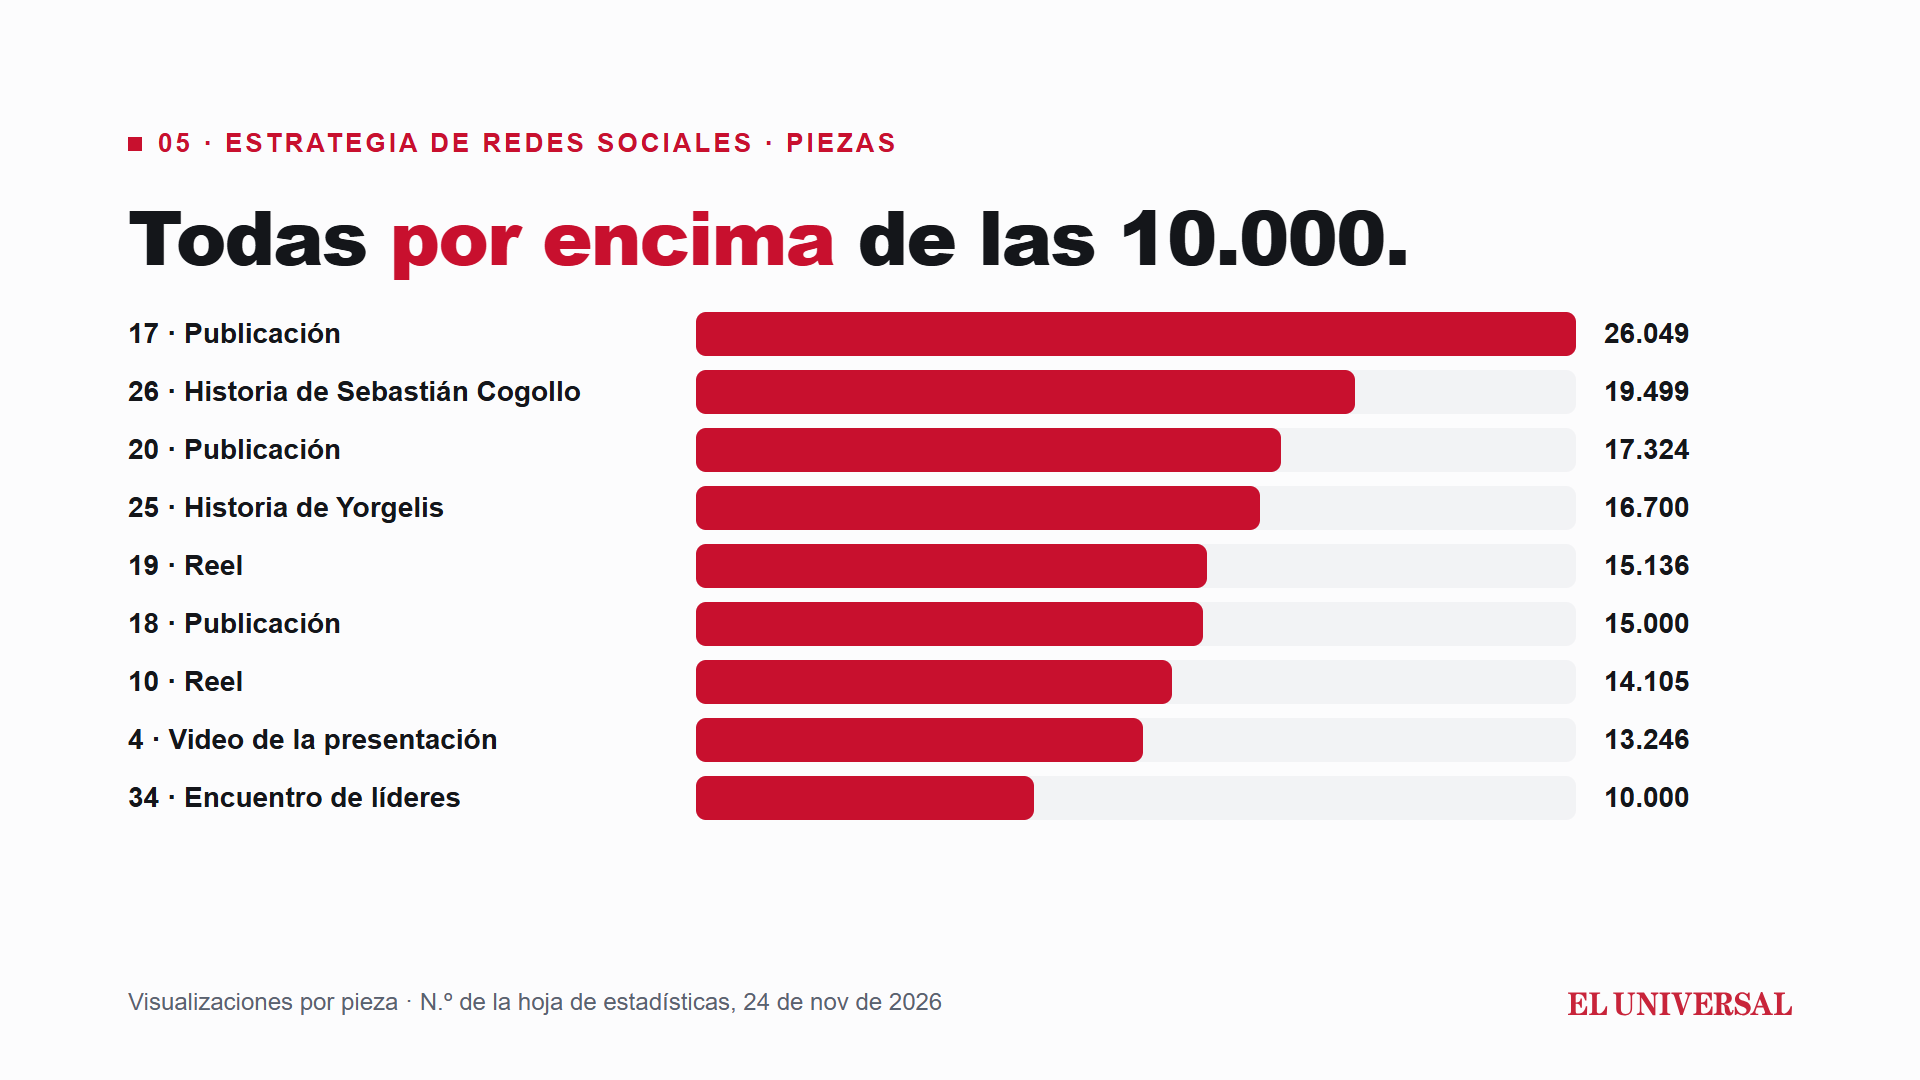 05 · ESTRATEGIA DE REDES SOCIALES · PIEZAS
Todas por encima de las 10.000.
17 · Publicación 26.049
26 · Historia de Sebastián Cogollo 19.499
20 · Publicación 17.324
25 · Historia de Yorgelis 16.700
19 · Reel 15.136
18 · Publicación 15.000
10 · Reel 14.105
4 · Video de la presentación 13.246
34 · Encuentro de líderes 10.000
Visualizaciones por pieza · N.º de la hoja de estadísticas, 24 de nov de 2026
EL UNIVERSAL